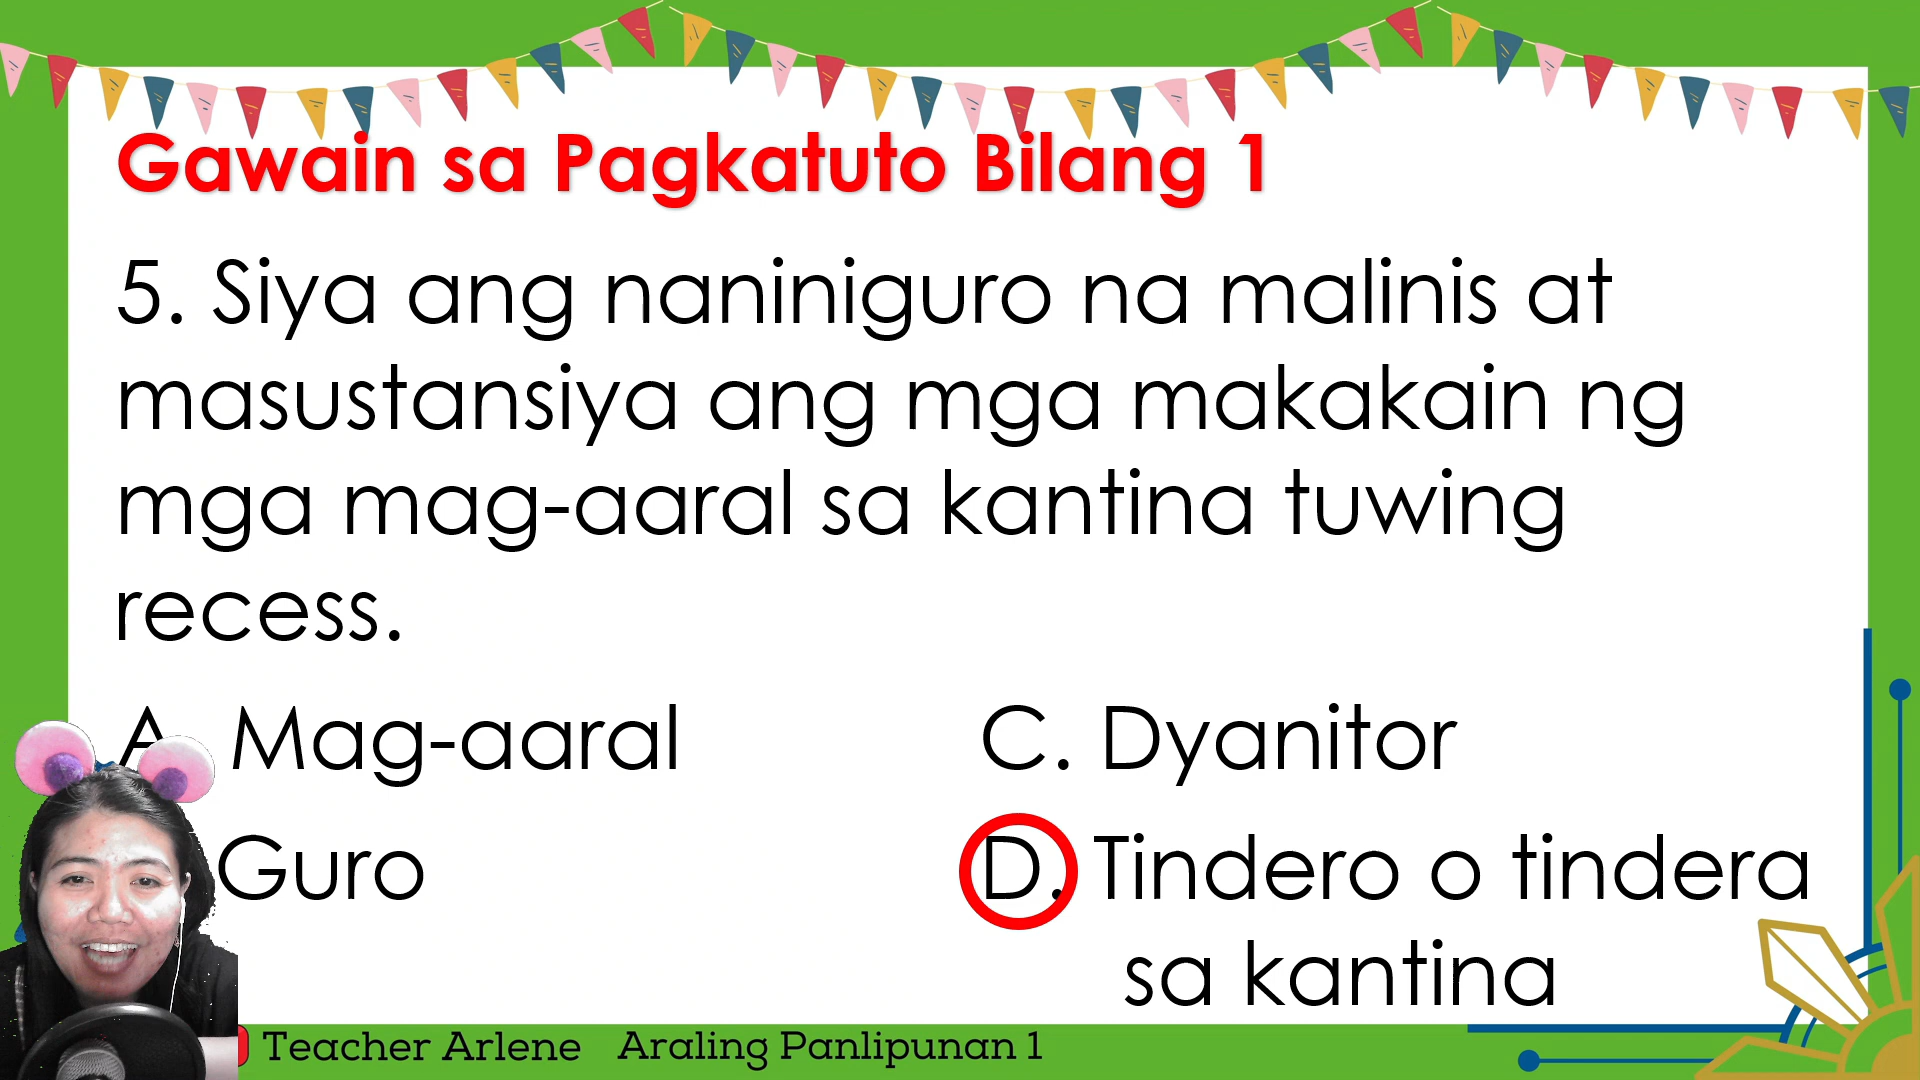 Gawain sa Pagkatuto Bilang 1
5. Siya ang naniniguro na malinis at
masustansiya ang mga makakain ng
mga mag-aaral sa kantina tuwing
recess.
A. Mag-aaral
Guro
C. Dyanitor
D. Tindero o tindera
sa kantina
Teacher Arlene Araling Panlipunan 1